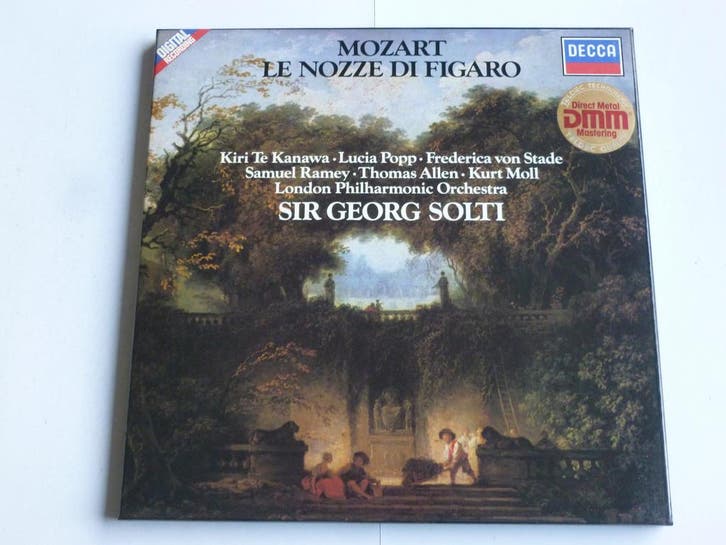 DIGITAL
RECORDING
MOZART
LE NOZZE DI FIGARO
DECCA
Direct Metal
DMM
Mastering
Kiri Te Kanawa · Lucia Popp · Frederica von Stade
Samuel Ramey · Thomas Allen · Kurt Moll
London Philharmonic Orchestra
SIR GEORG SOLTI